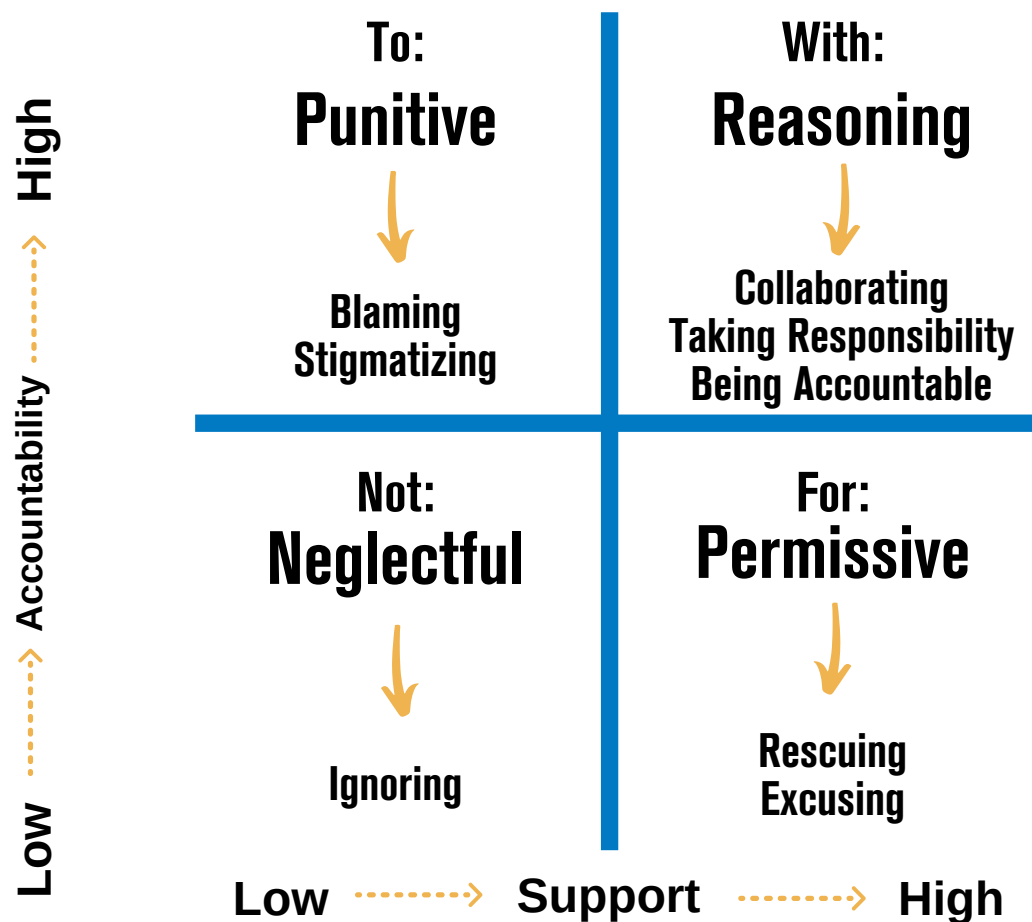 To:
Punitive
Blaming
Stigmatizing
With:
Reasoning
Collaborating
Taking Responsibility
Being Accountable
Not:
Neglectful
Ignoring
For:
Permissive
Rescuing
Excusing
High
Accountability
Low
Low Support High